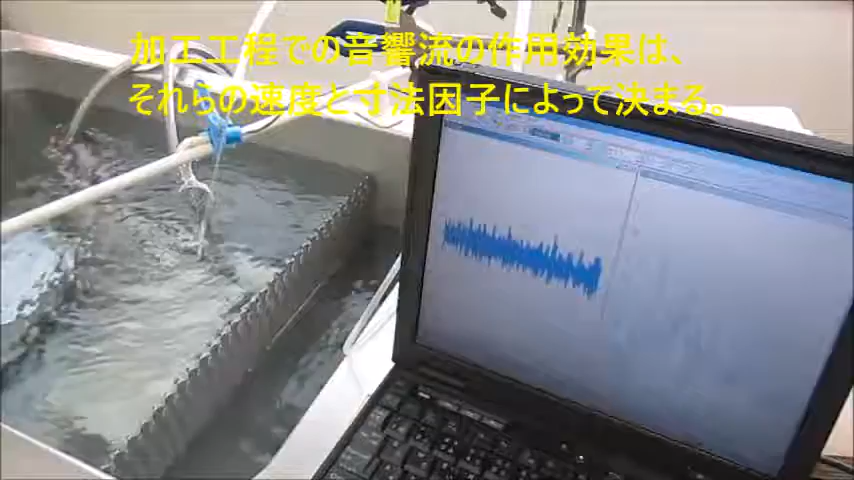 加工工程での音響流の作用効果は、
それらの速度と寸法因子によって決まる。